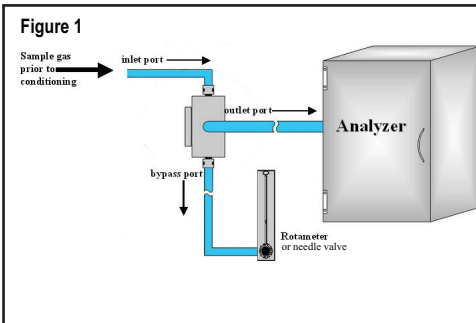 Figure 1
Sample gas
prior to
conditioning
inlet port
outlet port
Analyzer
bypass port
Rotameter
or needle valve